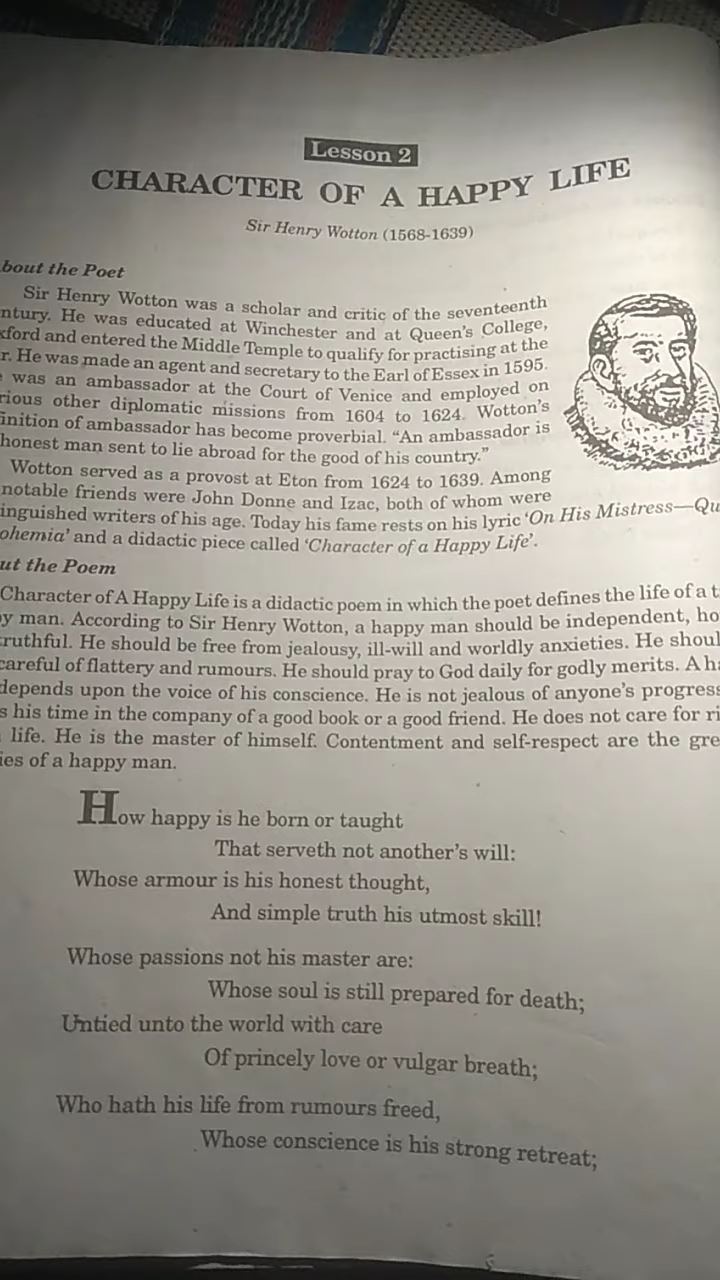 Lesson 2
CHARACTER OF A HAPPY LIFE
Sir Henry Wotton (1568-1639)
bout the Poet
Sir Henry Wotton was a scholar and critic of the seventeenth
ntury. He was educated at Winchester and at Queen's College,
xford and entered the Middle Temple to qualify for practising at the
r. He was made an agent and secretary to the Earl of Essex in 1595.
was an ambassador at the Court of Venice and employed on
rious other diplomatic missions from 1604 to 1624. Wotton's
inition of ambassador has become proverbial. "An ambassador is
honest man sent to lie abroad for the good of his country."
Wotton served as a provost at Eton from 1624 to 1639. Among
notable friends were John Donne and Izac, both of whom were
inguished writers of his age. Today his fame rests on his lyric 'On His Mistress—Qu
ohemia' and a didactic piece called 'Character of a Happy Life'.
ut the Poem
Character of A Happy Life is a didactic poem in which the poet defines the life of a t
y man. According to Sir Henry Wotton, a happy man should be independent, ho
ruthful. He should be free from jealousy, ill-will and worldly anxieties. He shoul
careful of flattery and rumours. He should pray to God daily for godly merits. A ha
depends upon the voice of his conscience. He is not jealous of anyone's progress
s his time in the company of a good book or a good friend. He does not care for ri
life. He is the master of himself. Contentment and self-respect are the gre
ies of a happy man.
How happy is he born or taught
That serveth not another's will:
Whose armour is his honest thought,
And simple truth his utmost skill!
Whose passions not his master are:
Whose soul is still prepared for death;
Untied unto the world with care
Of princely love or vulgar breath;
Who hath his life from rumours freed,
Whose conscience is his strong retreat;